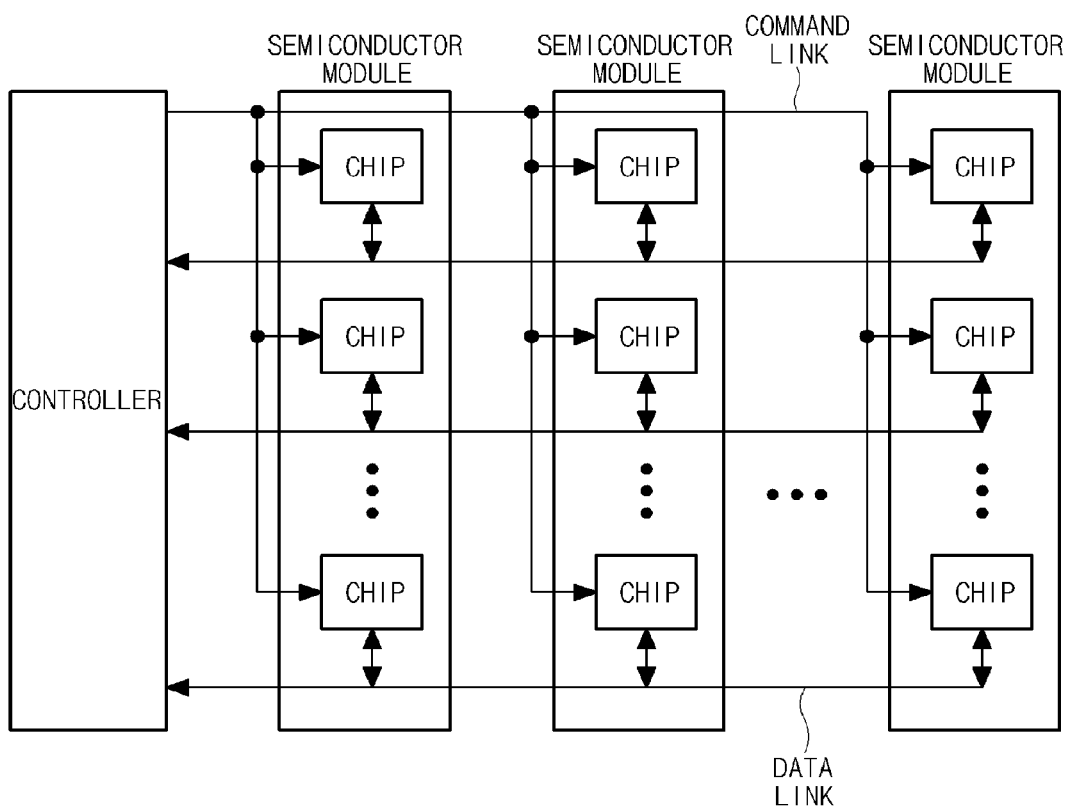 COMMAND
LINK
SEMICONDUCTOR
MODULE
SEMICONDUCTOR
MODULE
SEMICONDUCTOR
MODULE
CHIP
CHIP
CHIP
CHIP
CHIP
CHIP
CONTROLLER
CHIP
CHIP
CHIP
DATA
LINK